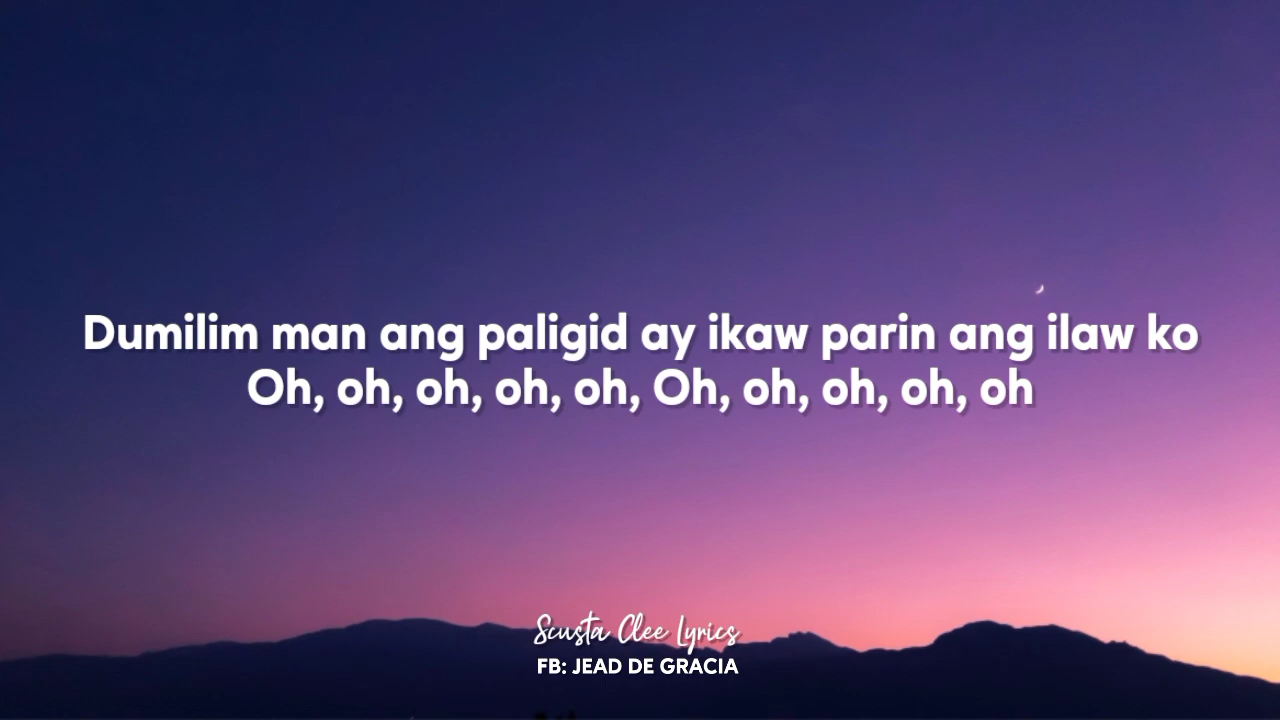 Dumilim man ang paligid ay ikaw parin ang ilaw ko
Oh, oh, oh, oh, oh, Oh, oh, oh, oh, oh
Scusta Clee Lyrics
FB: JEAD DE GRACIA